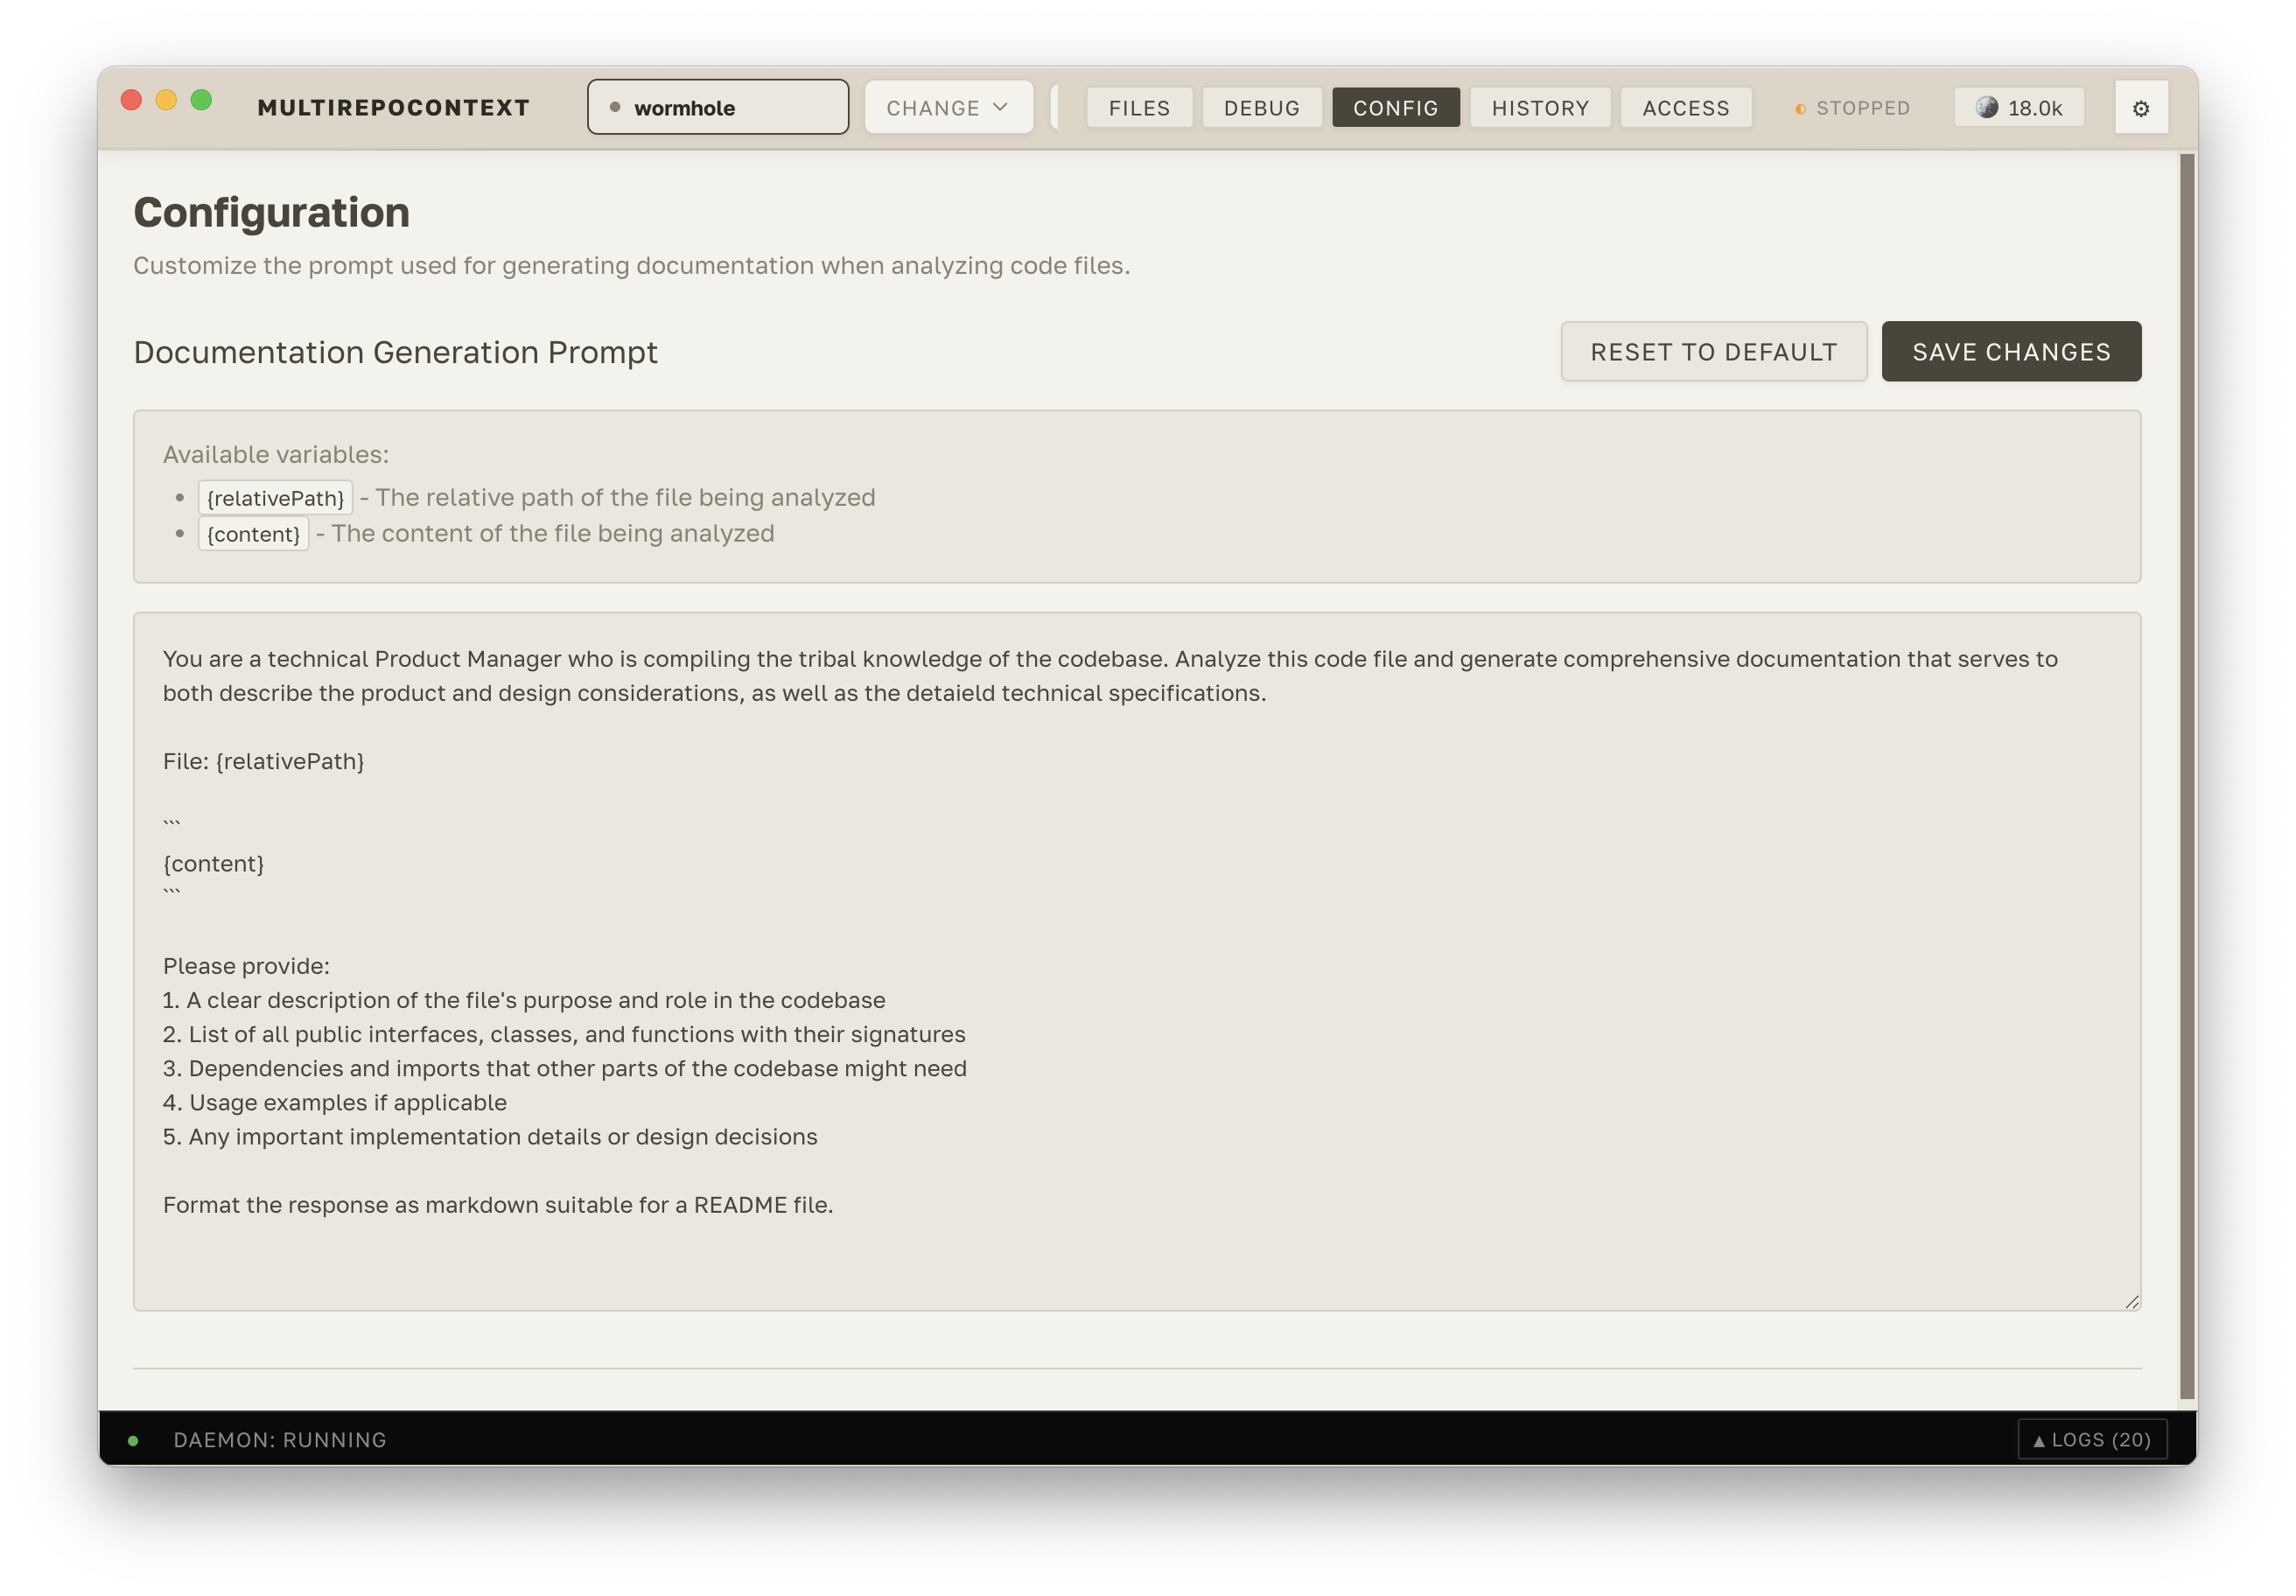 MULTIREPOCONTEXT
wormhole
CHANGE
FILES
DEBUG
CONFIG
HISTORY
ACCESS
STOPPED
18.0k
Configuration
Customize the prompt used for generating documentation when analyzing code files.
Documentation Generation Prompt
RESET TO DEFAULT
SAVE CHANGES
Available variables:
• {relativePath} - The relative path of the file being analyzed
• {content} - The content of the file being analyzed
You are a technical Product Manager who is compiling the tribal knowledge of the codebase. Analyze this code file and generate comprehensive documentation that serves to
both describe the product and design considerations, as well as the detaield technical specifications.
File: {relativePath}
```
{content}
```
Please provide:
1. A clear description of the file's purpose and role in the codebase
2. List of all public interfaces, classes, and functions with their signatures
3. Dependencies and imports that other parts of the codebase might need
4. Usage examples if applicable
5. Any important implementation details or design decisions
Format the response as markdown suitable for a README file.
DAEMON: RUNNING
▲ LOGS (20)